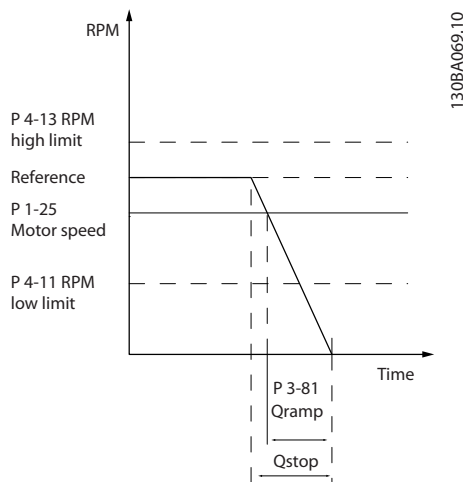 RPM
P 4-13 RPM
high limit
Reference
P 1-25
Motor speed
P 4-11 RPM
low limit
Time
P 3-81
Qramp
Qstop
130BA069.10